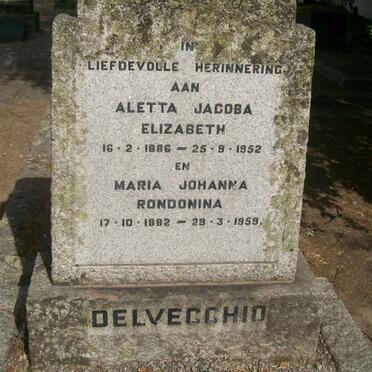 IN
LIEFDEVOLLE HERINNERING
AAN
ALETTA JACOBA
ELIZABETH
16·2·1886 – 25·9·1952
EN
MARIA JOHANNA
RONDONINA
17·10·1882 – 29·3·1959.
DELVECCHIO